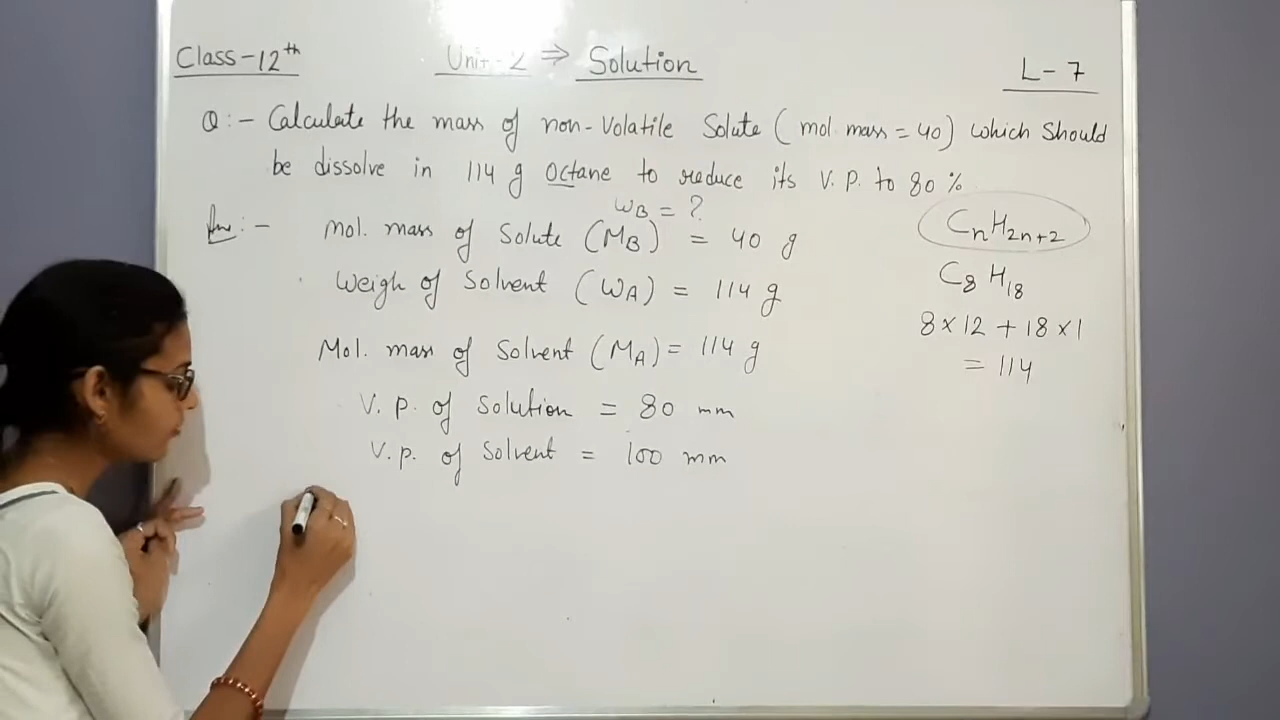 Class-12th Unit-2 ⇒ Solution L-7
Q:- Calculate the mass of non-Volatile Solute (mol. mass = 40) which should
be dissolve in 114 g Octane to reduce its V.P. to 80 %
WB = ?
Ans:- Mol. mass of Solute (MB) = 40 g
Weigh of Solvent (WA) = 114 g
Mol. mass of Solvent (MA) = 114 g
V.p. of Solution = 80 mm
V.p. of Solvent = 100 mm
CnH2n+2
C8H18
8×12 + 18×1
= 114